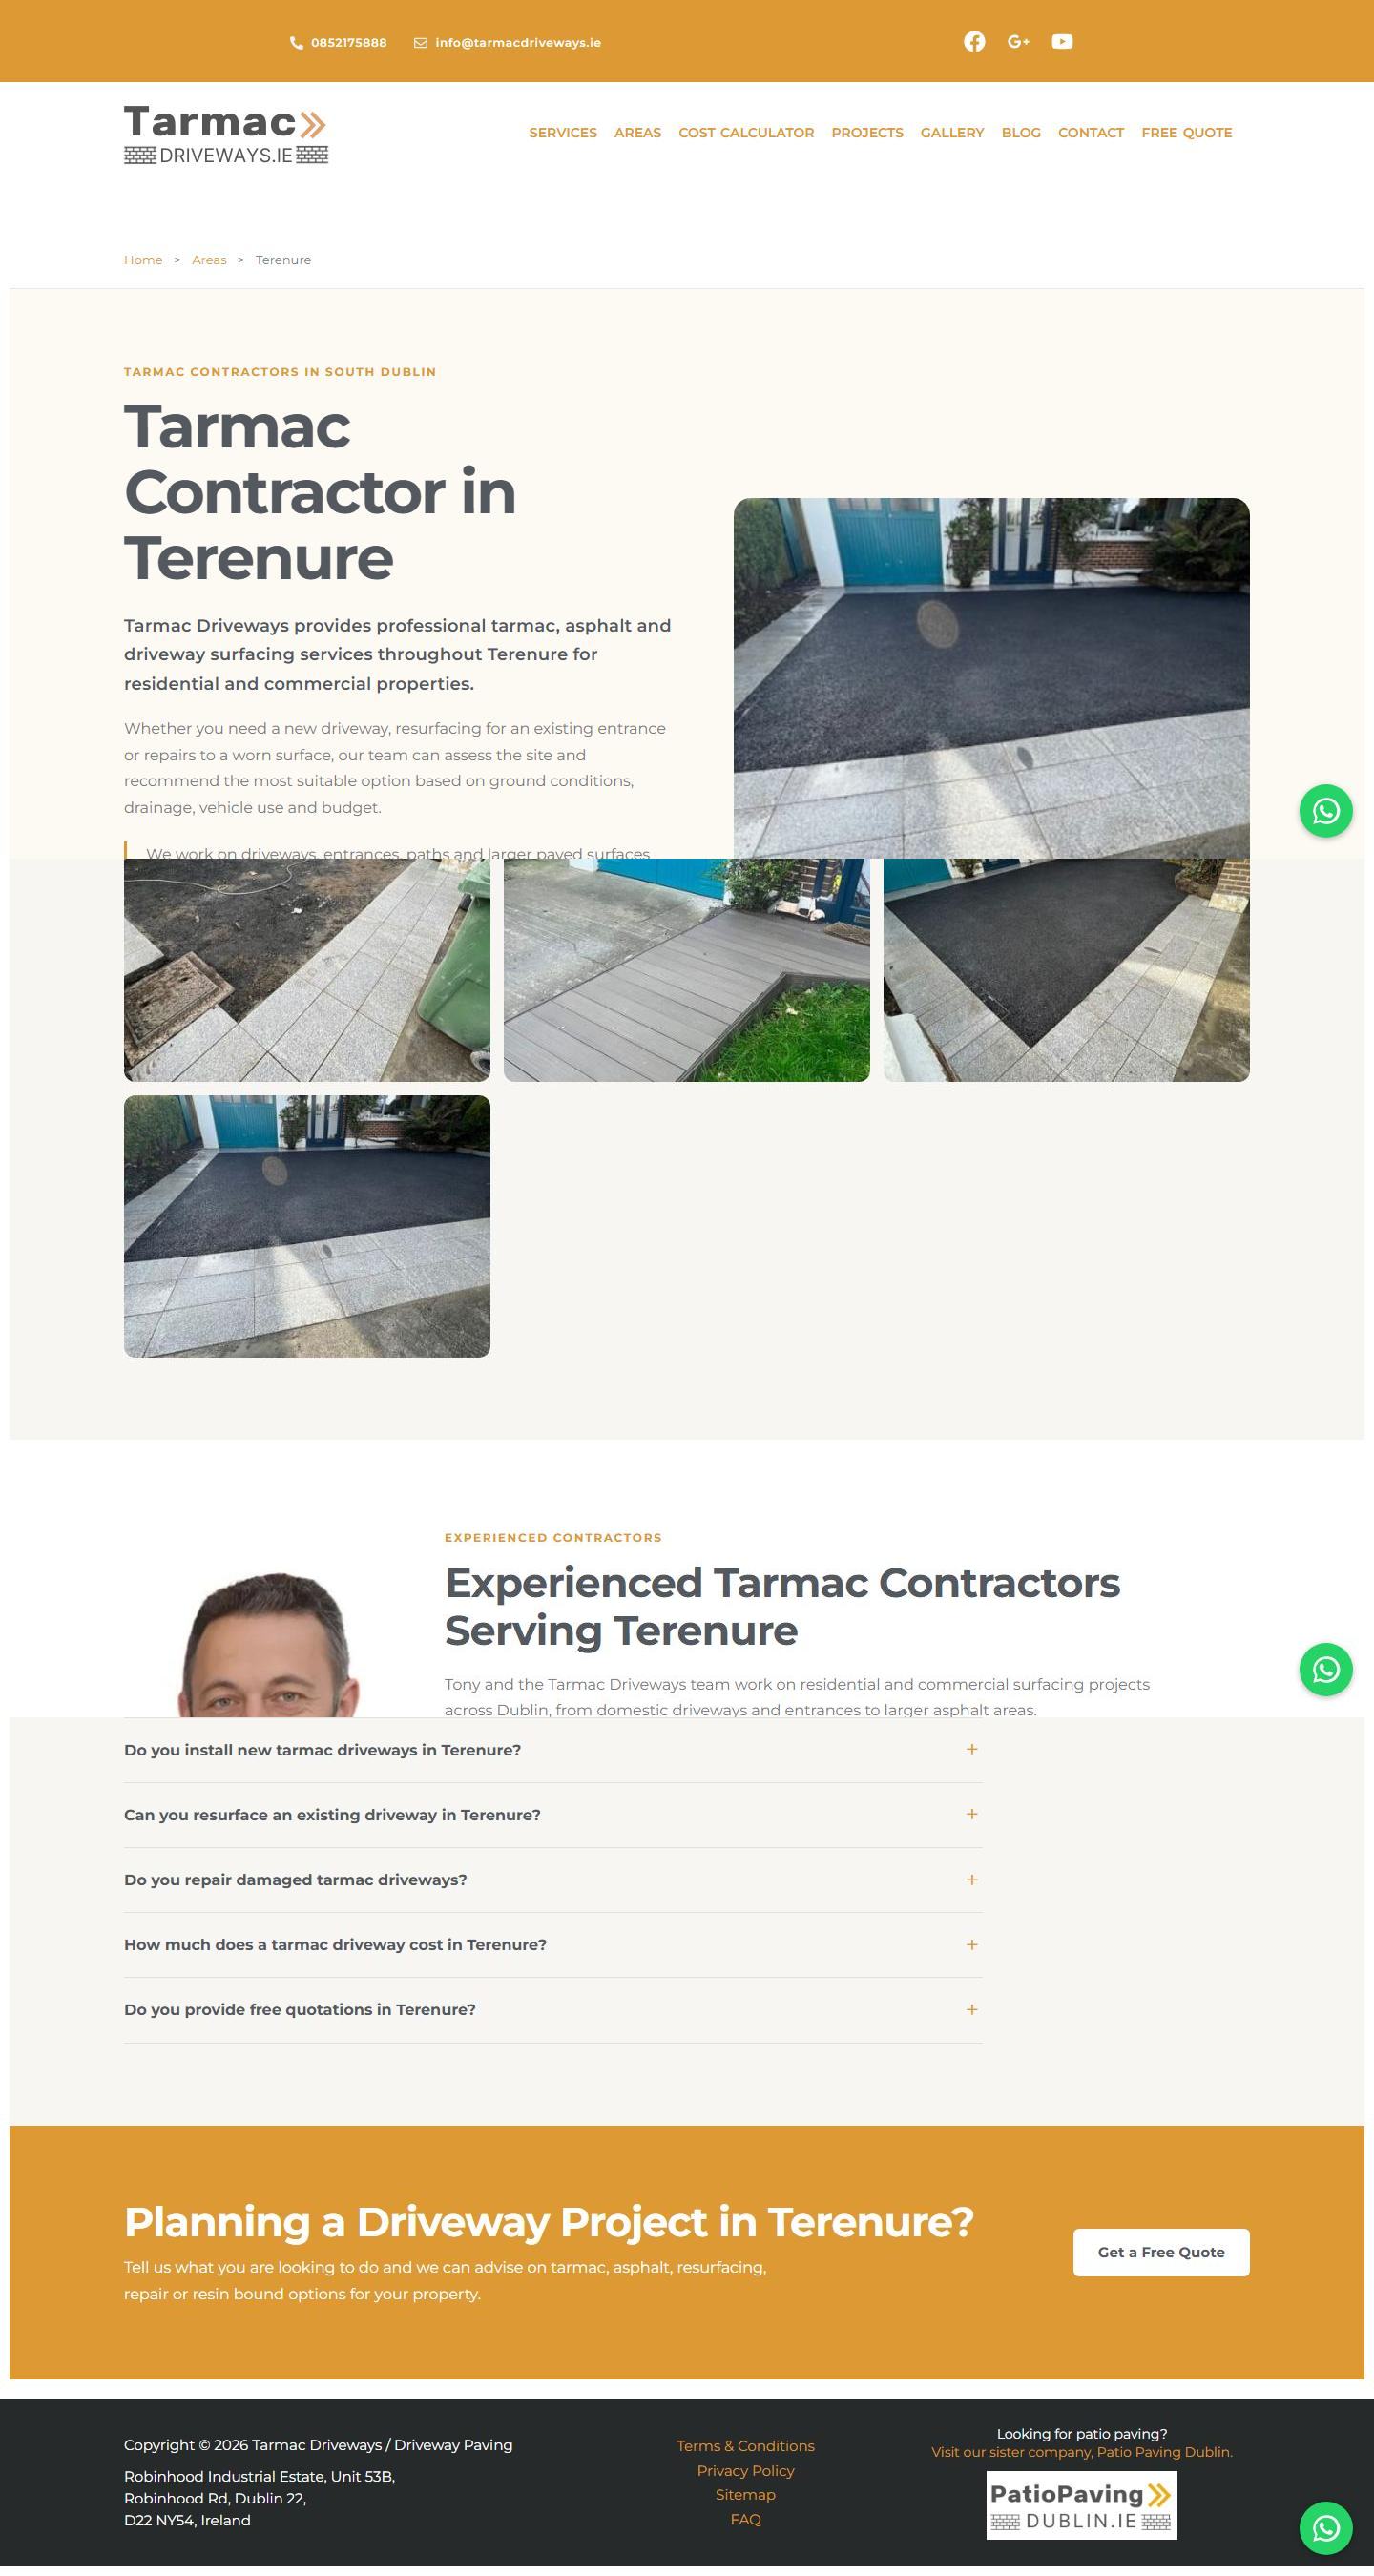 0852175888
info@tarmacdriveways.ie
Tarmac
DRIVEWAYS.IE
SERVICES AREAS COST CALCULATOR PROJECTS GALLERY BLOG CONTACT FREE QUOTE
Home > Areas > Terenure
TARMAC CONTRACTORS IN SOUTH DUBLIN
Tarmac
Contractor in
Terenure
Tarmac Driveways provides professional tarmac, asphalt and
driveway surfacing services throughout Terenure for
residential and commercial properties.
Whether you need a new driveway, resurfacing for an existing entrance
or repairs to a worn surface, our team can assess the site and
recommend the most suitable option based on ground conditions,
drainage, vehicle use and budget.
We work on driveways, entrances, paths and larger paved surfaces
EXPERIENCED CONTRACTORS
Experienced Tarmac Contractors
Serving Terenure
Tony and the Tarmac Driveways team work on residential and commercial surfacing projects
across Dublin, from domestic driveways and entrances to larger asphalt areas.
Do you install new tarmac driveways in Terenure? +
Can you resurface an existing driveway in Terenure? +
Do you repair damaged tarmac driveways? +
How much does a tarmac driveway cost in Terenure? +
Do you provide free quotations in Terenure? +
Planning a Driveway Project in Terenure?
Tell us what you are looking to do and we can advise on tarmac, asphalt, resurfacing,
repair or resin bound options for your property.
Get a Free Quote
Copyright © 2026 Tarmac Driveways / Driveway Paving
Robinhood Industrial Estate, Unit 53B,
Robinhood Rd, Dublin 22,
D22 NY54, Ireland
Terms & Conditions
Privacy Policy
Sitemap
FAQ
Looking for patio paving?
Visit our sister company, Patio Paving Dublin.
PatioPaving
DUBLIN.IE